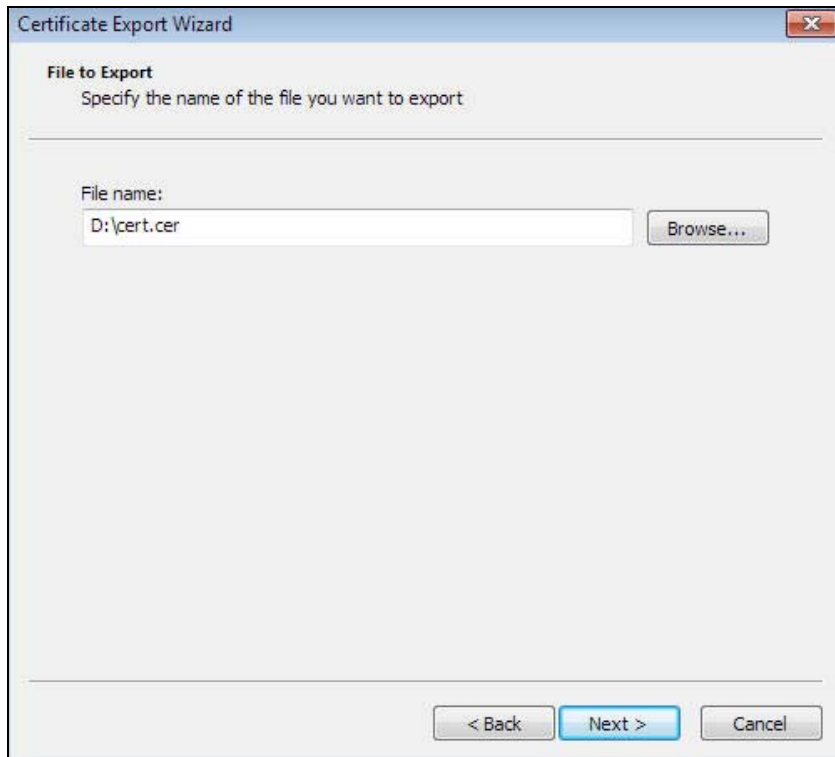 Certificate Export Wizard
File to Export
Specify the name of the file you want to export
File name:
D:\cert.cer
Browse...
< Back
Next >
Cancel